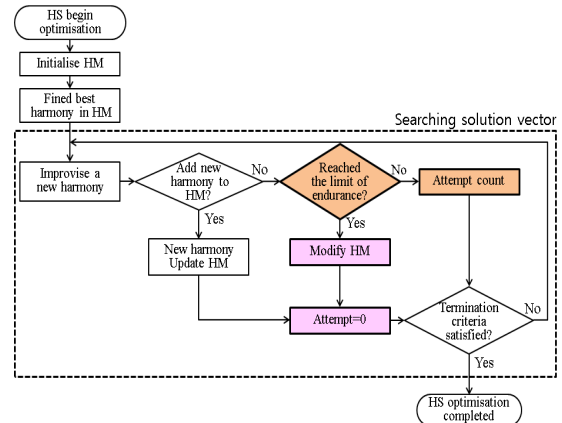 HS begin
optimisation
Initialise HM
Fined best
harmony in HM
Searching solution vector
Improvise a
new harmony
Add new
harmony to
HM?
No
Reached
the limit of
endurance?
No
Attempt count
Yes
Yes
New harmony
Update HM
Modify HM
Attempt=0
Termination
criteria
satisfied?
No
Yes
HS optimisation
completed